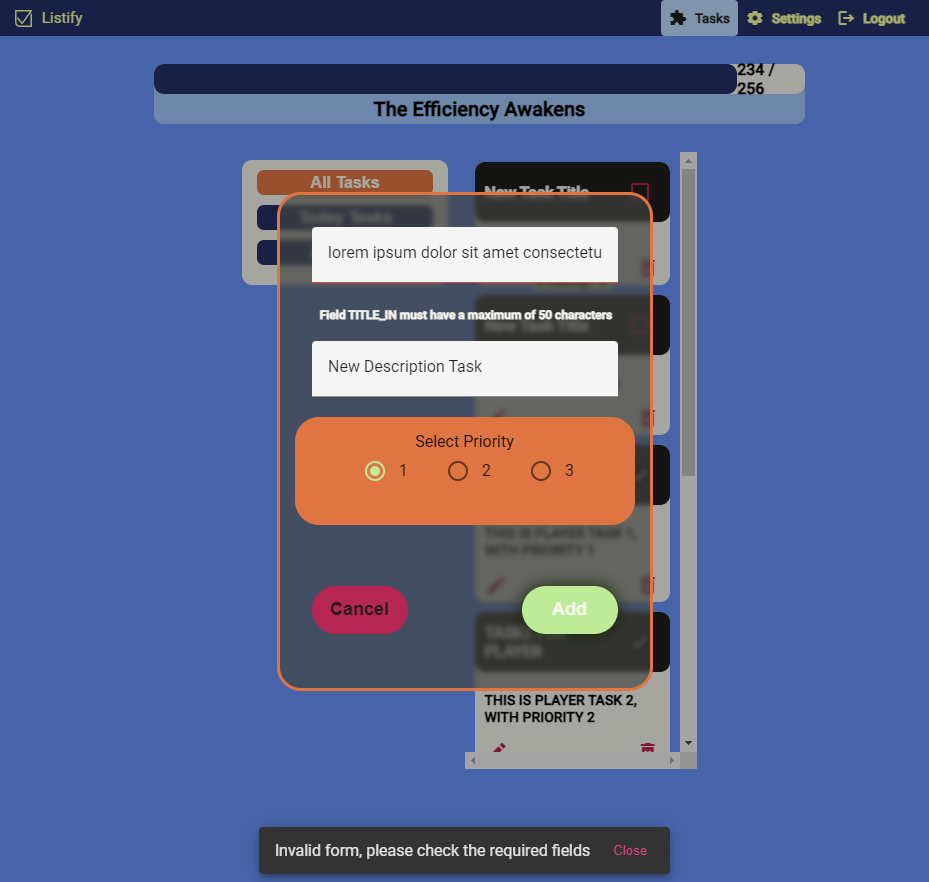 Listify
Tasks
Settings
Logout
234 /
256
The Efficiency Awakens
All Tasks
Today Tasks
New Task Title
lorem ipsum dolor sit amet consectetu
Field TITLE_IN must have a maximum of 50 characters
New Task Title
New Description Task
Select Priority
1
2
3
THIS IS PLAYER TASK 1,
WITH PRIORITY 1
Cancel
Add
PLAYER
THIS IS PLAYER TASK 2,
WITH PRIORITY 2
Invalid form, please check the required fields
Close